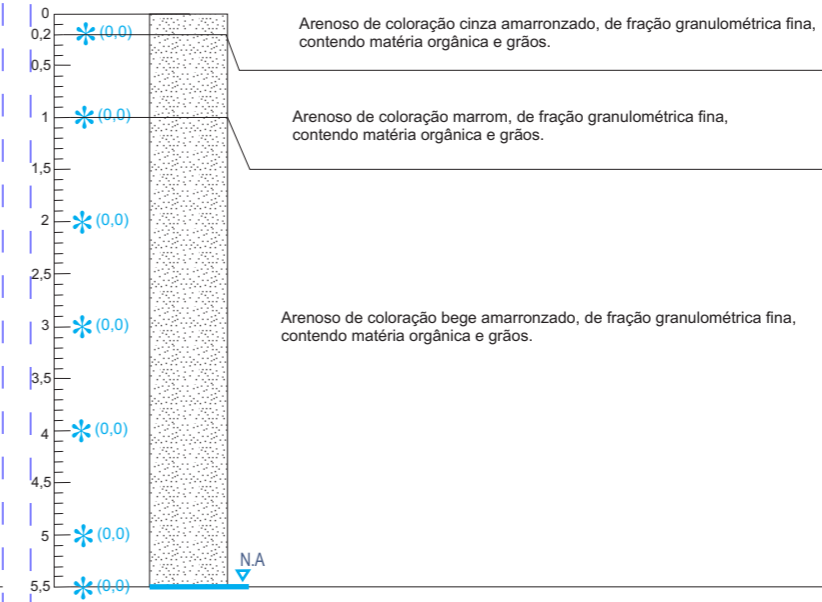 0
0,2
(0,0)
Arenoso de coloração cinza amarronzado, de fração granulométrica fina,
contendo matéria orgânica e grãos.
0,5
1
(0,0)
Arenoso de coloração marrom, de fração granulométrica fina,
contendo matéria orgânica e grãos.
1,5
2
(0,0)
2,5
3
(0,0)
Arenoso de coloração bege amarronzado, de fração granulométrica fina,
contendo matéria orgânica e grãos.
3,5
4
(0,0)
4,5
5
(0,0)
N.A
5,5
(0,0)